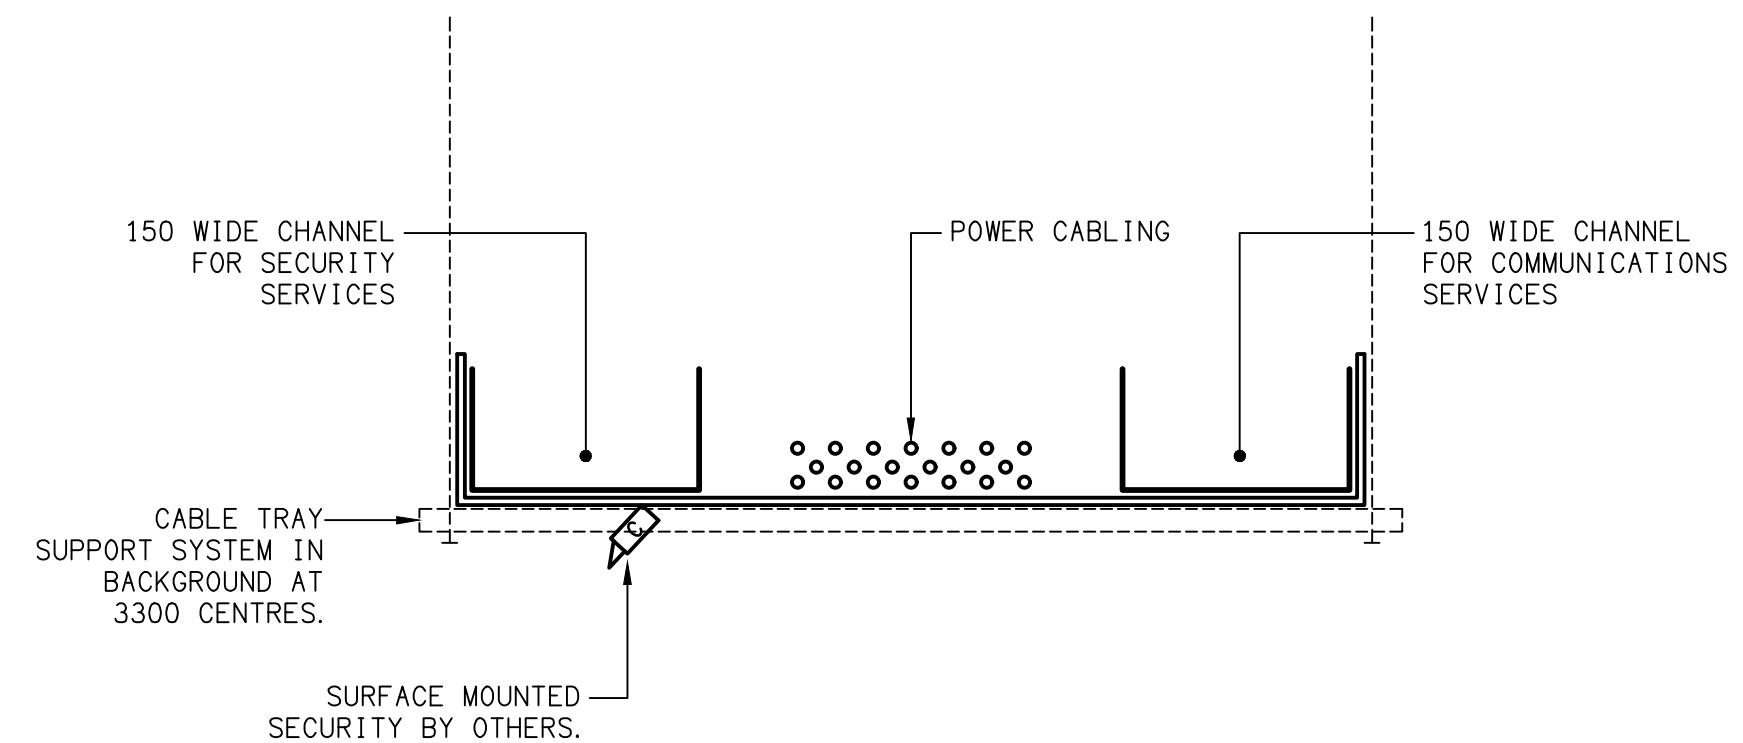 150 WIDE CHANNEL
FOR SECURITY
SERVICES
POWER CABLING
150 WIDE CHANNEL
FOR COMMUNICATIONS
SERVICES
CABLE TRAY
SUPPORT SYSTEM IN
BACKGROUND AT
3300 CENTRES.
C
SURFACE MOUNTED
SECURITY BY OTHERS.